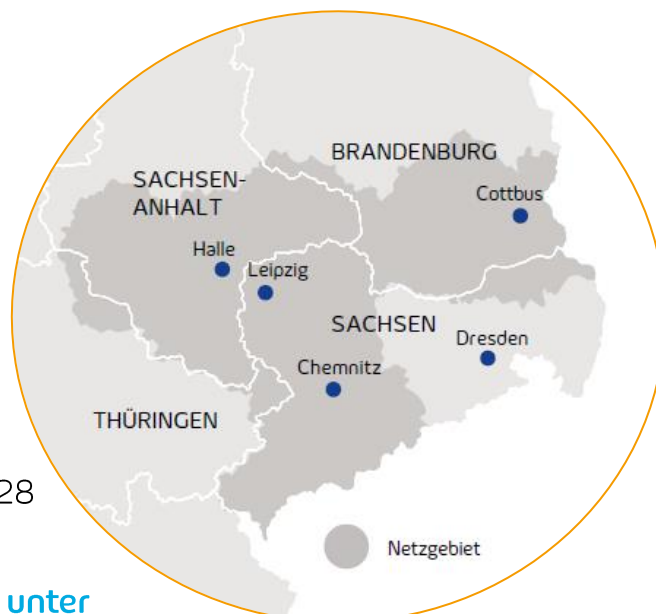 BRANDENBURG
SACHSEN-
ANHALT
Cottbus
Halle
Leipzig
SACHSEN
Dresden
Chemnitz
THÜRINGEN
28
Netzgebiet
unter